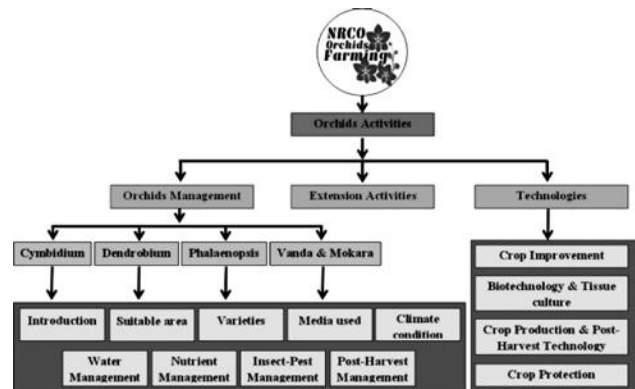 NRCO
Orchids
Farming
Orchids Activities
Orchids Management
Extension Activities
Technologies
Cymbidium
Dendrobium
Phalaenopsis
Vanda & Mokara
Introduction
Suitable area
Varieties
Media used
Climate
condition
Water
Management
Nutrient
Management
Insect-Pest
Management
Post-Harvest
Management
Crop Improvement
Biotechnology & Tissue
culture
Crop Production & Post-
Harvest Technology
Crop Protection